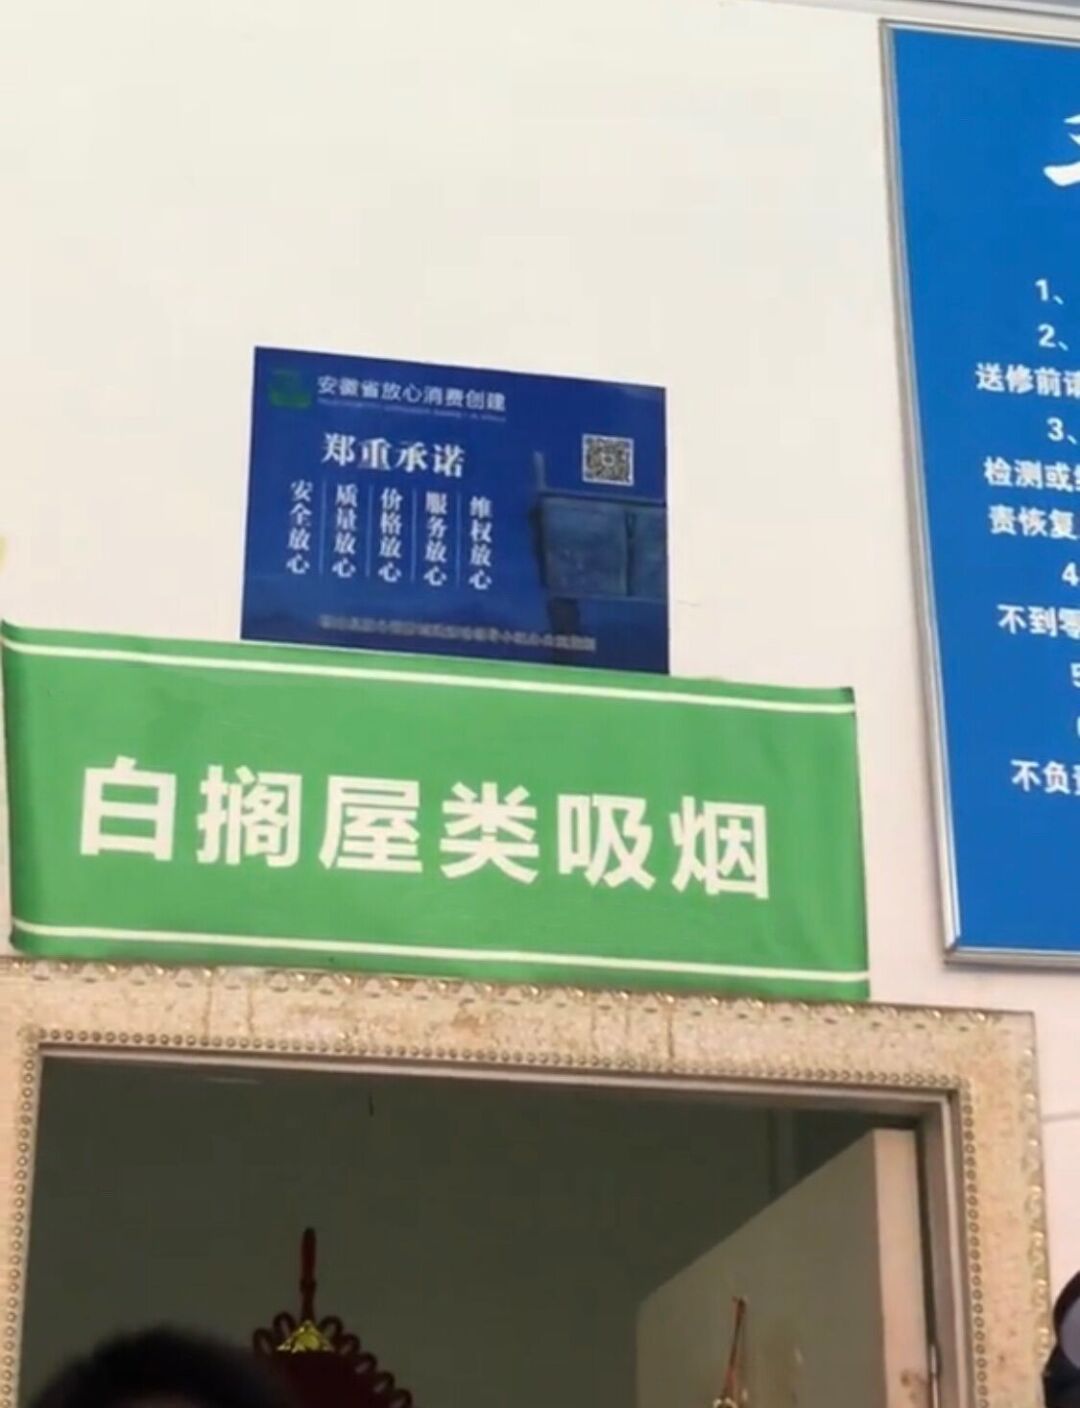 安徽省放心消费创建
郑重承诺
安全放心
质量放心
价格放心
服务放心
维权放心
白搁屋类吸烟
1、
2、
送修前请
3、
检测或
责恢复
4
不到零
5
不负责